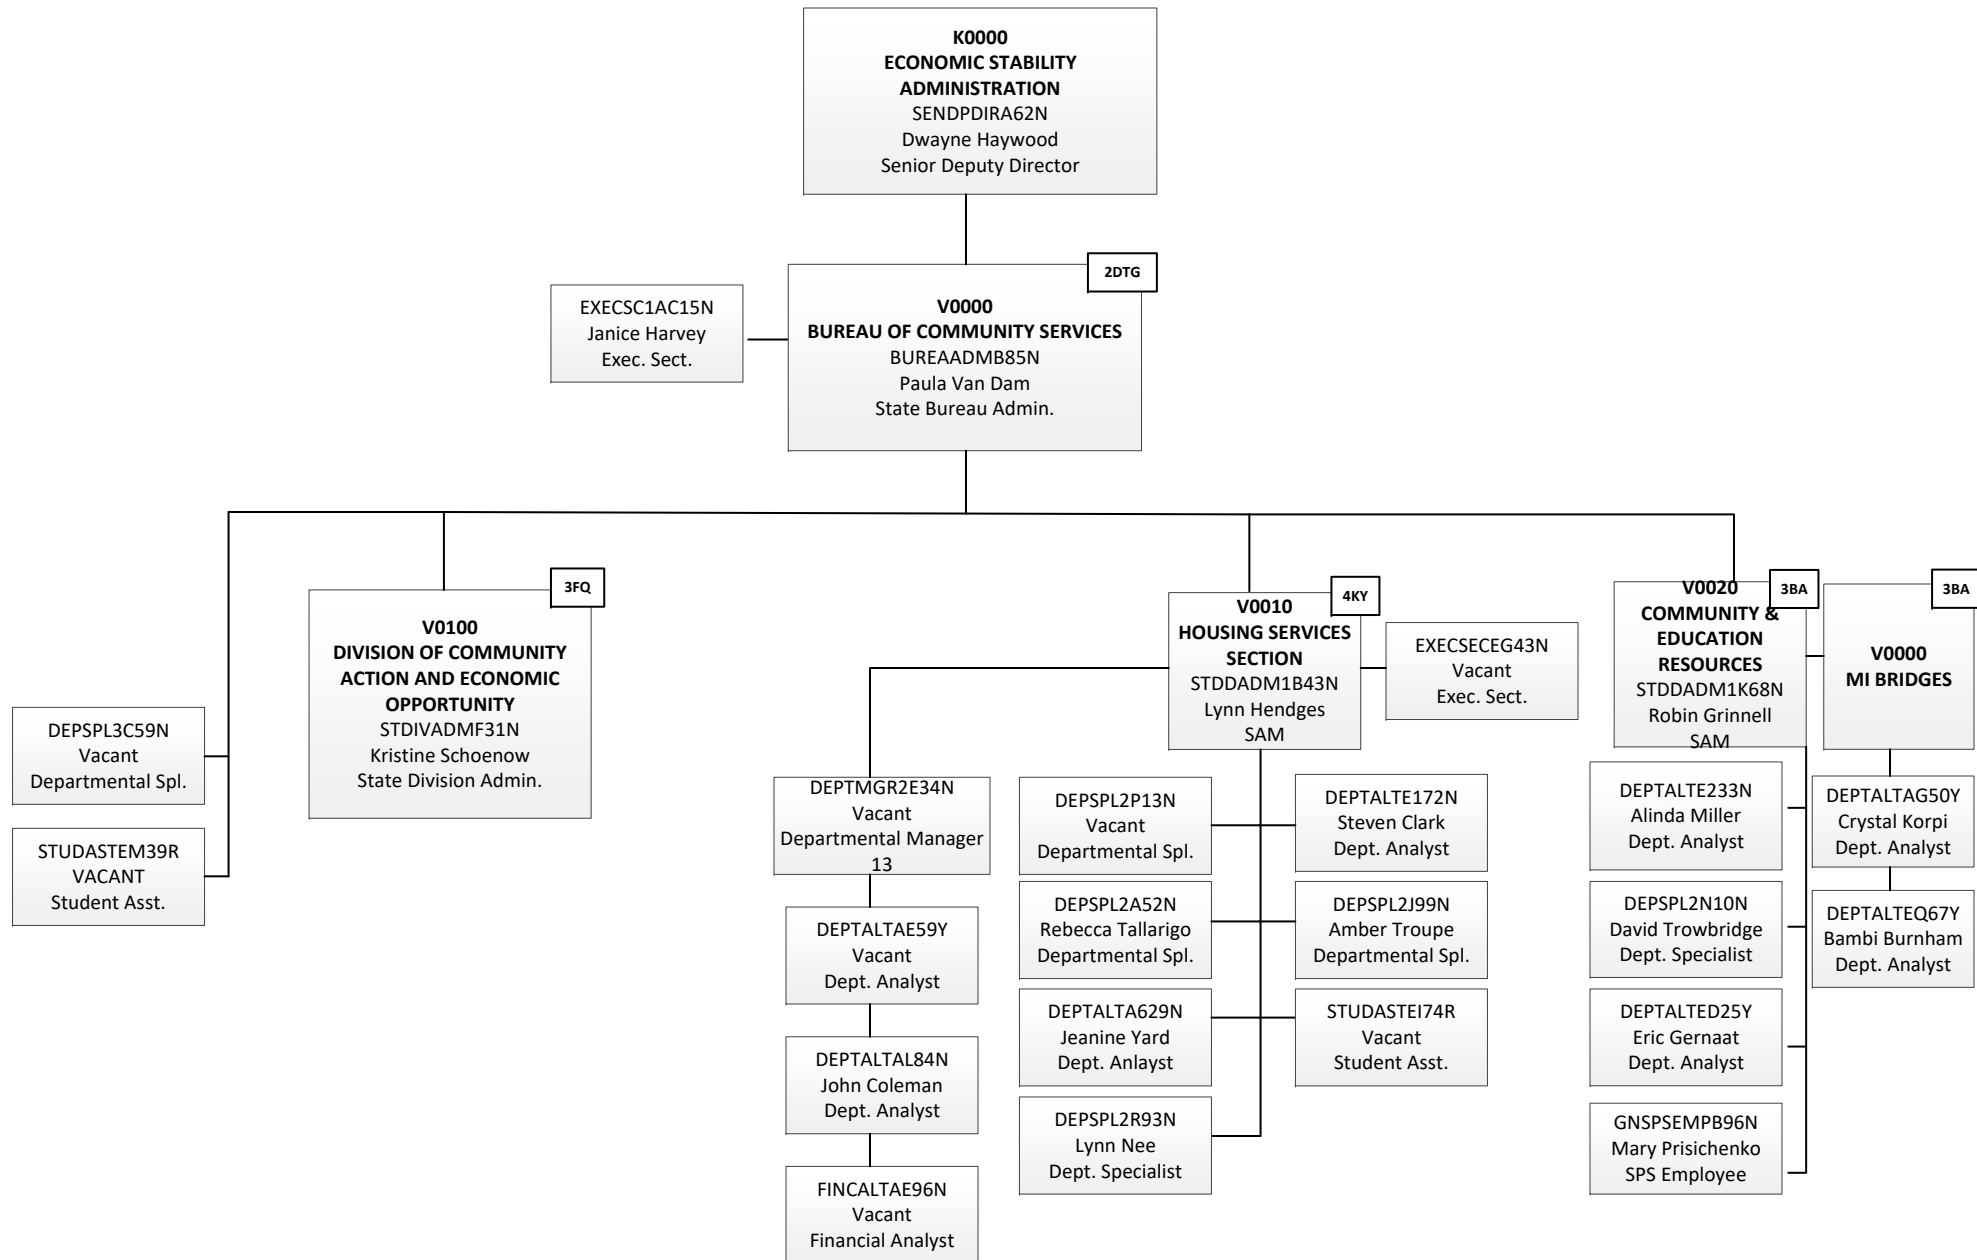 K0000
ECONOMIC STABILITY
ADMINISTRATION
SENDPDIRA62N
Dwayne Haywood
Senior Deputy Director
2DTG
EXECSC1AC15N
Janice Harvey
Exec. Sect.
V0000
BUREAU OF COMMUNITY SERVICES
BUREAADMB85N
Paula Van Dam
State Bureau Admin.
DEPSPL3C59N
Vacant
Departmental Spl.
STUDASTEM39R
VACANT
Student Asst.
3FQ
V0100
DIVISION OF COMMUNITY
ACTION AND ECONOMIC
OPPORTUNITY
STDIVADMF31N
Kristine Schoenow
State Division Admin.
4KY
V0010
HOUSING SERVICES
SECTION
STDDADM1B43N
Lynn Hendges
SAM
EXECSECEG43N
Vacant
Exec. Sect.
DEPTMGR2E34N
Vacant
Departmental Manager
13
DEPTALTAE59Y
Vacant
Dept. Analyst
DEPTALTAL84N
John Coleman
Dept. Analyst
FINCALTAE96N
Vacant
Financial Analyst
DEPSPL2P13N
Vacant
Departmental Spl.
DEPTALTE172N
Steven Clark
Dept. Analyst
DEPSPL2A52N
Rebecca Tallarigo
Departmental Spl.
DEPSPL2J99N
Amber Troupe
Departmental Spl.
DEPTALTA629N
Jeanine Yard
Dept. Anlayst
STUDASTEI74R
Vacant
Student Asst.
DEPSPL2R93N
Lynn Nee
Dept. Specialist
3BA
V0020
COMMUNITY &
EDUCATION
RESOURCES
STDDADM1K68N
Robin Grinnell
SAM
DEPTALTE233N
Alinda Miller
Dept. Analyst
DEPSPL2N10N
David Trowbridge
Dept. Specialist
DEPTALTED25Y
Eric Gernaat
Dept. Analyst
GNSPSEMPB96N
Mary Prisichenko
SPS Employee
3BA
V0000
MI BRIDGES
DEPTALTAG50Y
Crystal Korpi
Dept. Analyst
DEPTALTEQ67Y
Bambi Burnham
Dept. Analyst